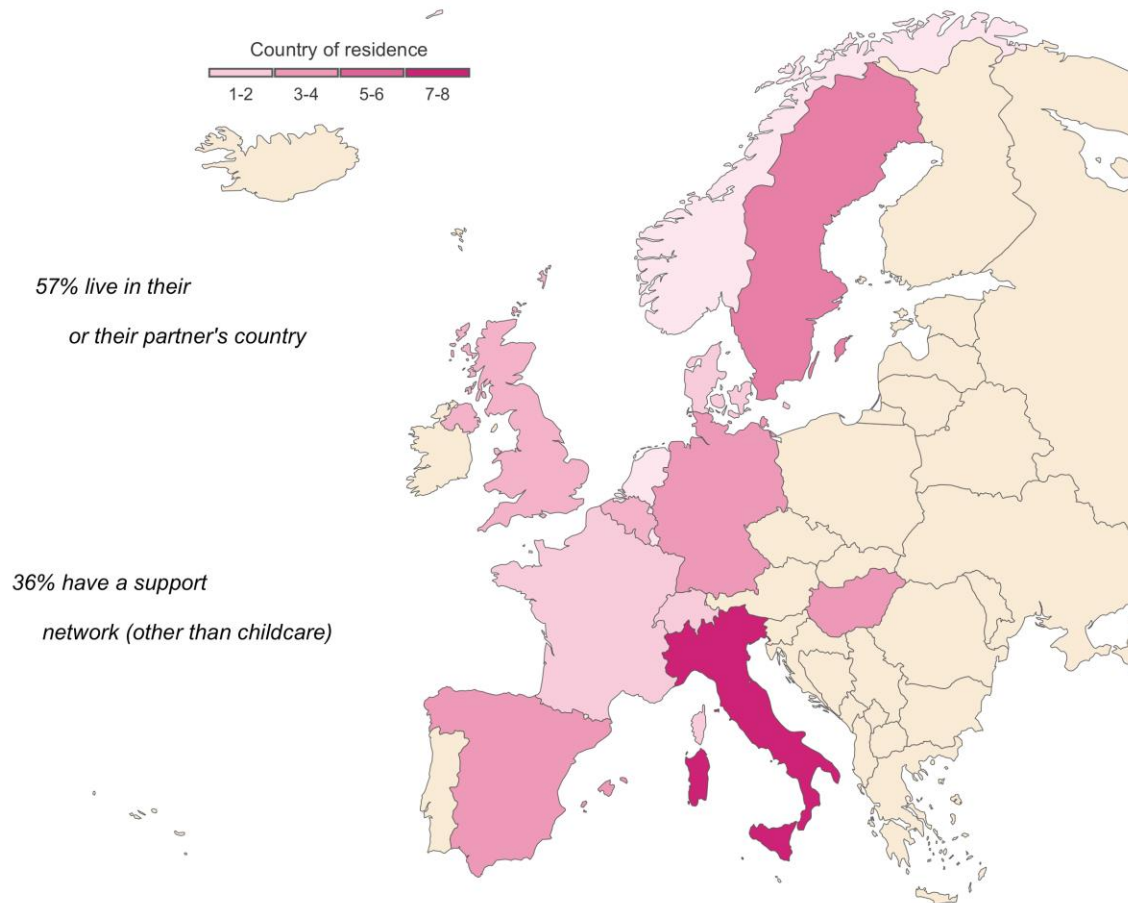 Country of residence
1-2 3-4 5-6 7-8
57% live in their
or their partner's country
36% have a support
network (other than childcare)